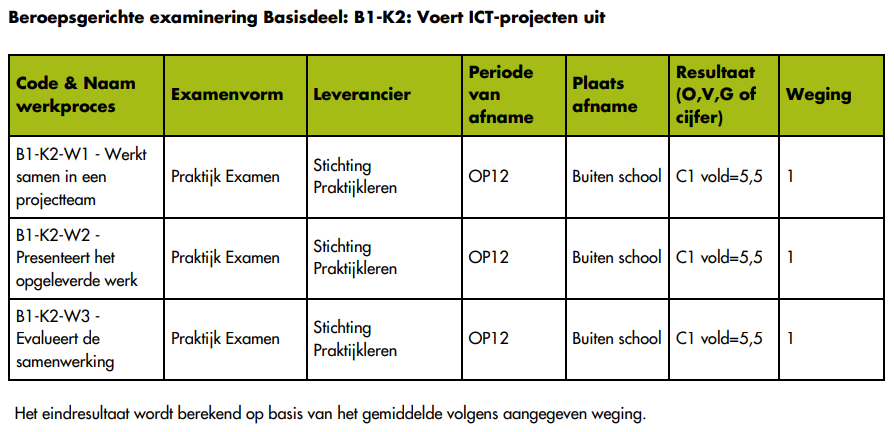 Beroepsgerichte examinering Basisdeel: B1-K2: Voert ICT-projecten uit
Code & Naam werkproces | Examenvorm | Leverancier | Periode van afname | Plaats afname | Resultaat (O,V,G of cijfer) | Weging
B1-K2-W1 - Werkt samen in een projectteam | Praktijk Examen | Stichting Praktijkleren | OP12 | Buiten school | C1 vold=5,5 | 1
B1-K2-W2 - Presenteert het opgeleverde werk | Praktijk Examen | Stichting Praktijkleren | OP12 | Buiten school | C1 vold=5,5 | 1
B1-K2-W3 - Evalueert de samenwerking | Praktijk Examen | Stichting Praktijkleren | OP12 | Buiten school | C1 vold=5,5 | 1
Het eindresultaat wordt berekend op basis van het gemiddelde volgens aangegeven weging.